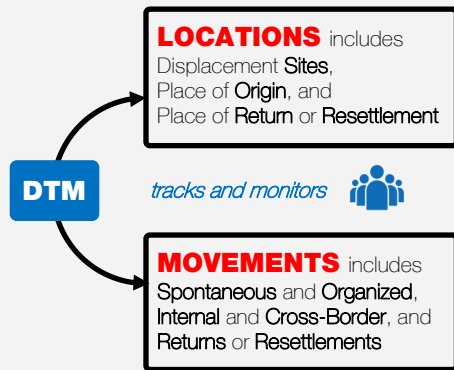 LOCATIONS includes
Displacement Sites,
Place of Origin, and
Place of Return or Resettlement
DTM
tracks and monitors
MOVEMENTS includes
Spontaneous and Organized,
Internal and Cross-Border, and
Returns or Resettlements